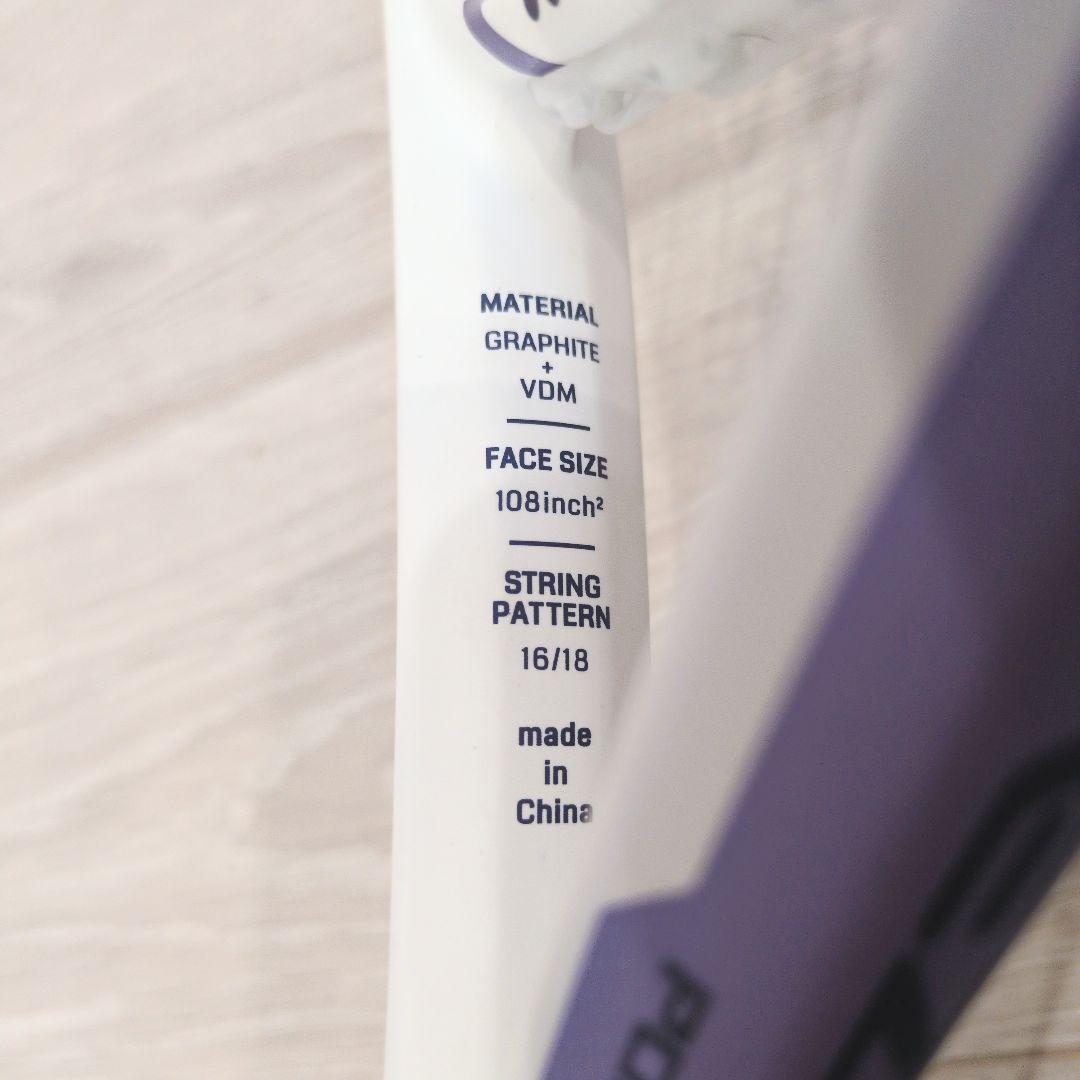 MATERIAL
GRAPHITE
+
VDM
FACE SIZE
108inch²
STRING
PATTERN
16/18
made
in
China